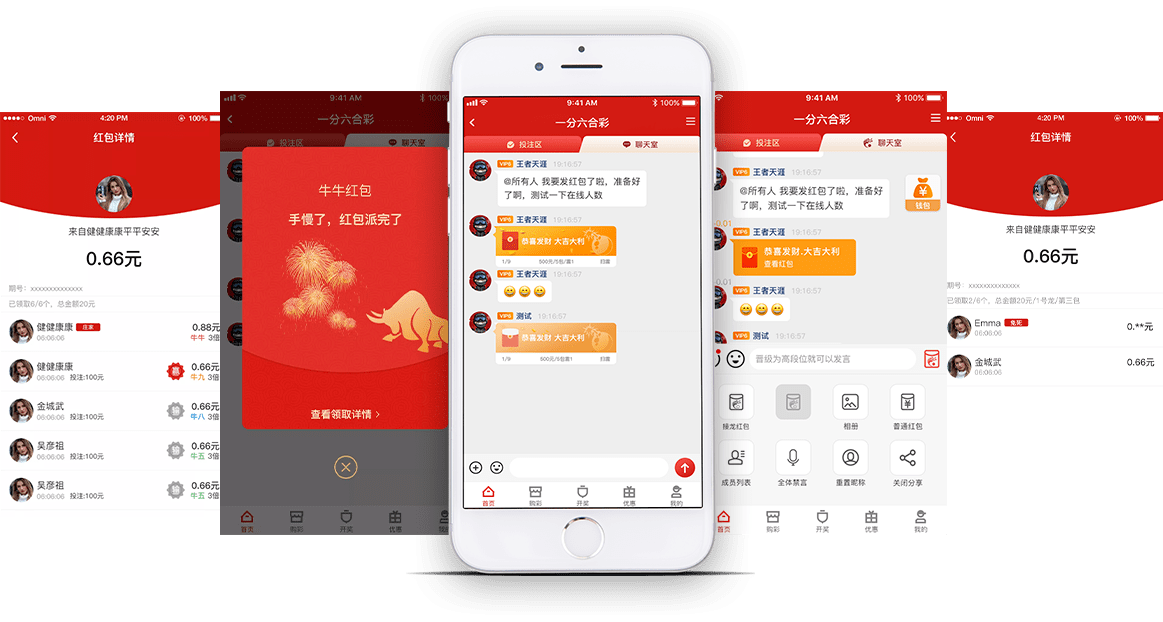 Omni
4:20 PM
100%
红包详情
来自健健康康平平安安
0.66元
期号: xxxxxxxxxxxxxx
已领取6/6个，总金额20元
健健康康
庄家
0.88元
06:06:06
牛牛 3倍
健健康康
0.66元
06:06:06 投注:100元
牛九 3倍
金城武
0.66元
06:06:06 投注:100元
牛八 3倍
吴彦祖
0.66元
06:06:06 投注:100元
牛五 3倍
吴彦祖
0.66元
06:06:06 投注:100元
牛五 3倍
9:41 AM
100%
一分六合彩
投注区
聊天室
牛牛红包
手慢了，红包派完了
查看领取详情
首页
购彩
开奖
优惠
9:41 AM
100%
一分六合彩
投注区
聊天室
VIP6 王者天涯 19:16:57
@所有人 我要发红包了啦，准备好
了啊，测试一下在线人数
VIP6 王者天涯 19:16:57
恭喜发财 大吉大利
1/9 500元/5包雷1 扫雷
VIP6 王者天涯 19:16:57
VIP6 测试 19:16:57
恭喜发财 大吉大利
1/9 500元/5包雷1 扫雷
首页
购彩
开奖
优惠
我的
9:41 AM
100%
一分六合彩
投注区
聊天室
VIP6 王者天涯 19:16:57
@所有人 我要发红包了啦，准备好
了啊，测试一下在线人数
钱包
-0.01
VIP6 王者天涯 19:16:57
恭喜发财.大吉大利
查看红包
-0.01
VIP6 王者天涯 19:16:57
VIP6 测试 19:16:57
晋级为高段位就可以发言
接龙红包
相册
普通红包
成员列表
全体禁言
重置昵称
关闭分享
首页
购彩
开奖
优惠
我的
Omni
4:20 PM
100%
红包详情
来自健健康康平平安安
0.66元
期号: xxxxxxxxxxxxxx
已领取2/6个，总金额20元/1号龙/第三包
Emma
免死
0.**元
06:06:06
金城武
0.66元
06:06:06